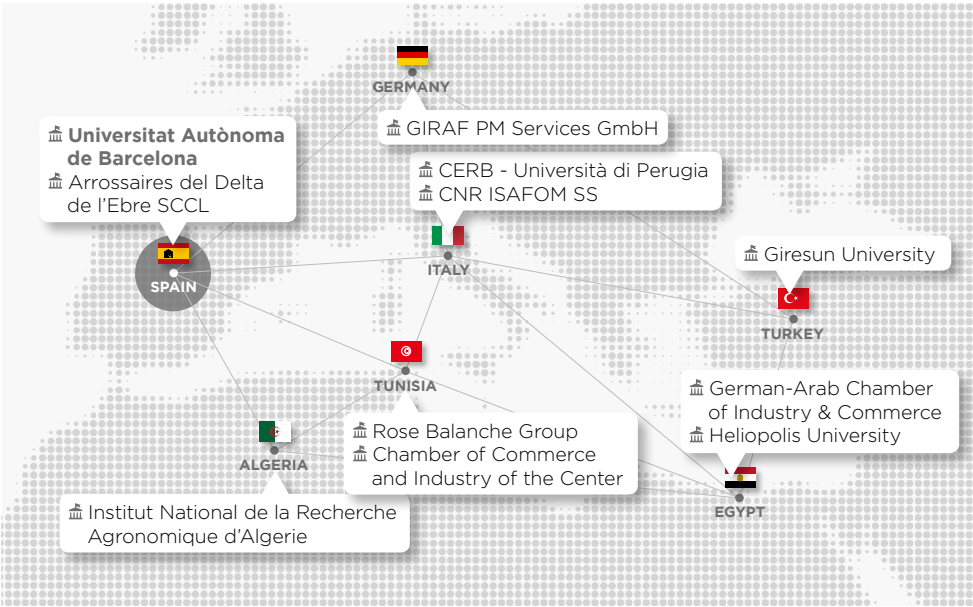 GERMANY
GIRAF PM Services GmbH
Universitat Autònoma
de Barcelona
Arrossaires del Delta
de l'Ebre SCCL
SPAIN
CERB - Università di Perugia
CNR ISAFOM SS
ITALY
Giresun University
TURKEY
TUNISIA
Rose Balanche Group
Chamber of Commerce
and Industry of the Center
German-Arab Chamber
of Industry & Commerce
Heliopolis University
EGYPT
ALGERIA
Institut National de la Recherche
Agronomique d'Algerie